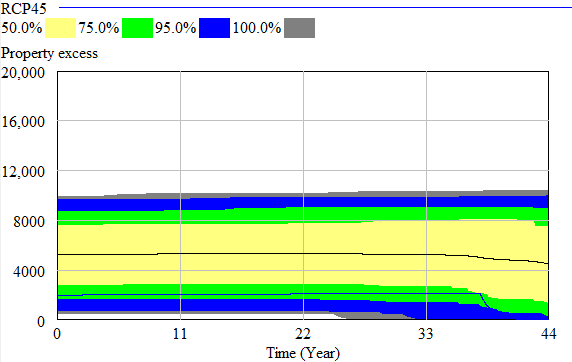 RCP45
50.0% 75.0% 95.0% 100.0%
Property excess
20,000
16,000
12,000
8000
4000
0
0 11 22 33 44
Time (Year)